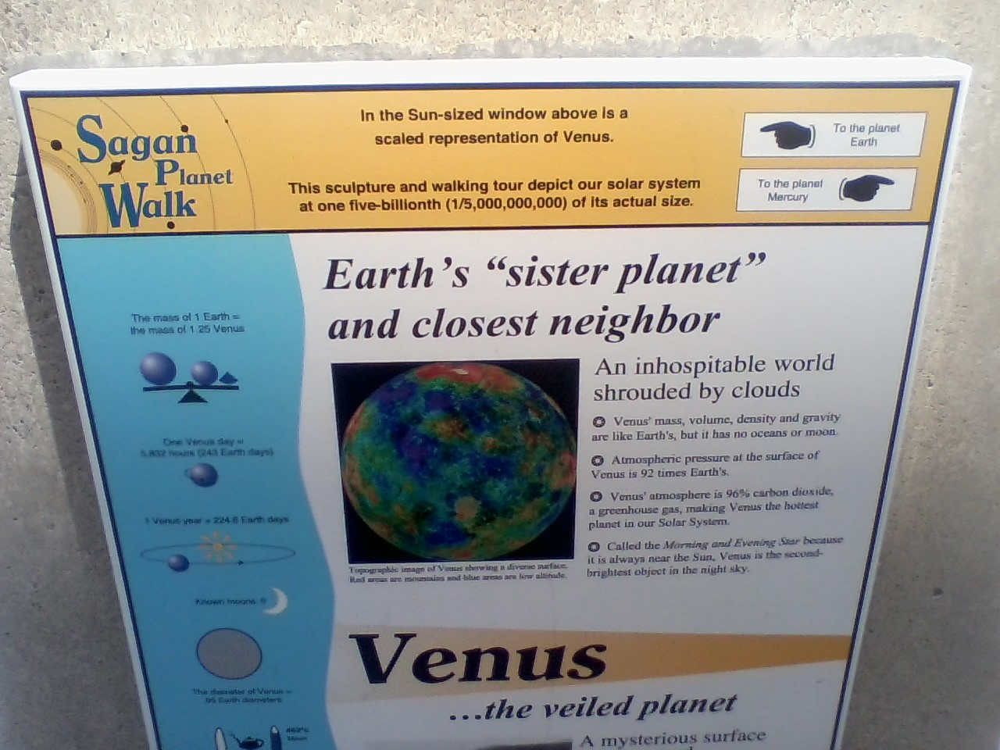 Sagan
Planet
Walk
In the Sun-sized window above is a
scaled representation of Venus.
This sculpture and walking tour depict our solar system
at one five-billionth (1/5,000,000,000) of its actual size.
To the planet
Earth
To the planet
Mercury
The mass of 1 Earth =
the mass of 1.25 Venus
One Venus day =
5,832 hours (243 Earth days)
1 Venus year = 224.6 Earth days
Known moons: 0
The diameter of Venus =
.95 Earth diameters
Earth's “sister planet”
and closest neighbor
An inhospitable world
shrouded by clouds
Venus' mass, volume, density and gravity
are like Earth's, but it has no oceans or moon.
Atmospheric pressure at the surface of
Venus is 92 times Earth's.
Venus' atmosphere is 96% carbon dioxide,
a greenhouse gas, making Venus the hottest
planet in our Solar System.
Called the Morning and Evening Star because
it is always near the Sun, Venus is the second-
brightest object in the night sky.
Topographic image of Venus showing a diverse surface.
Red areas are mountains and blue areas are low altitude.
Venus
...the veiled planet
A mysterious surface